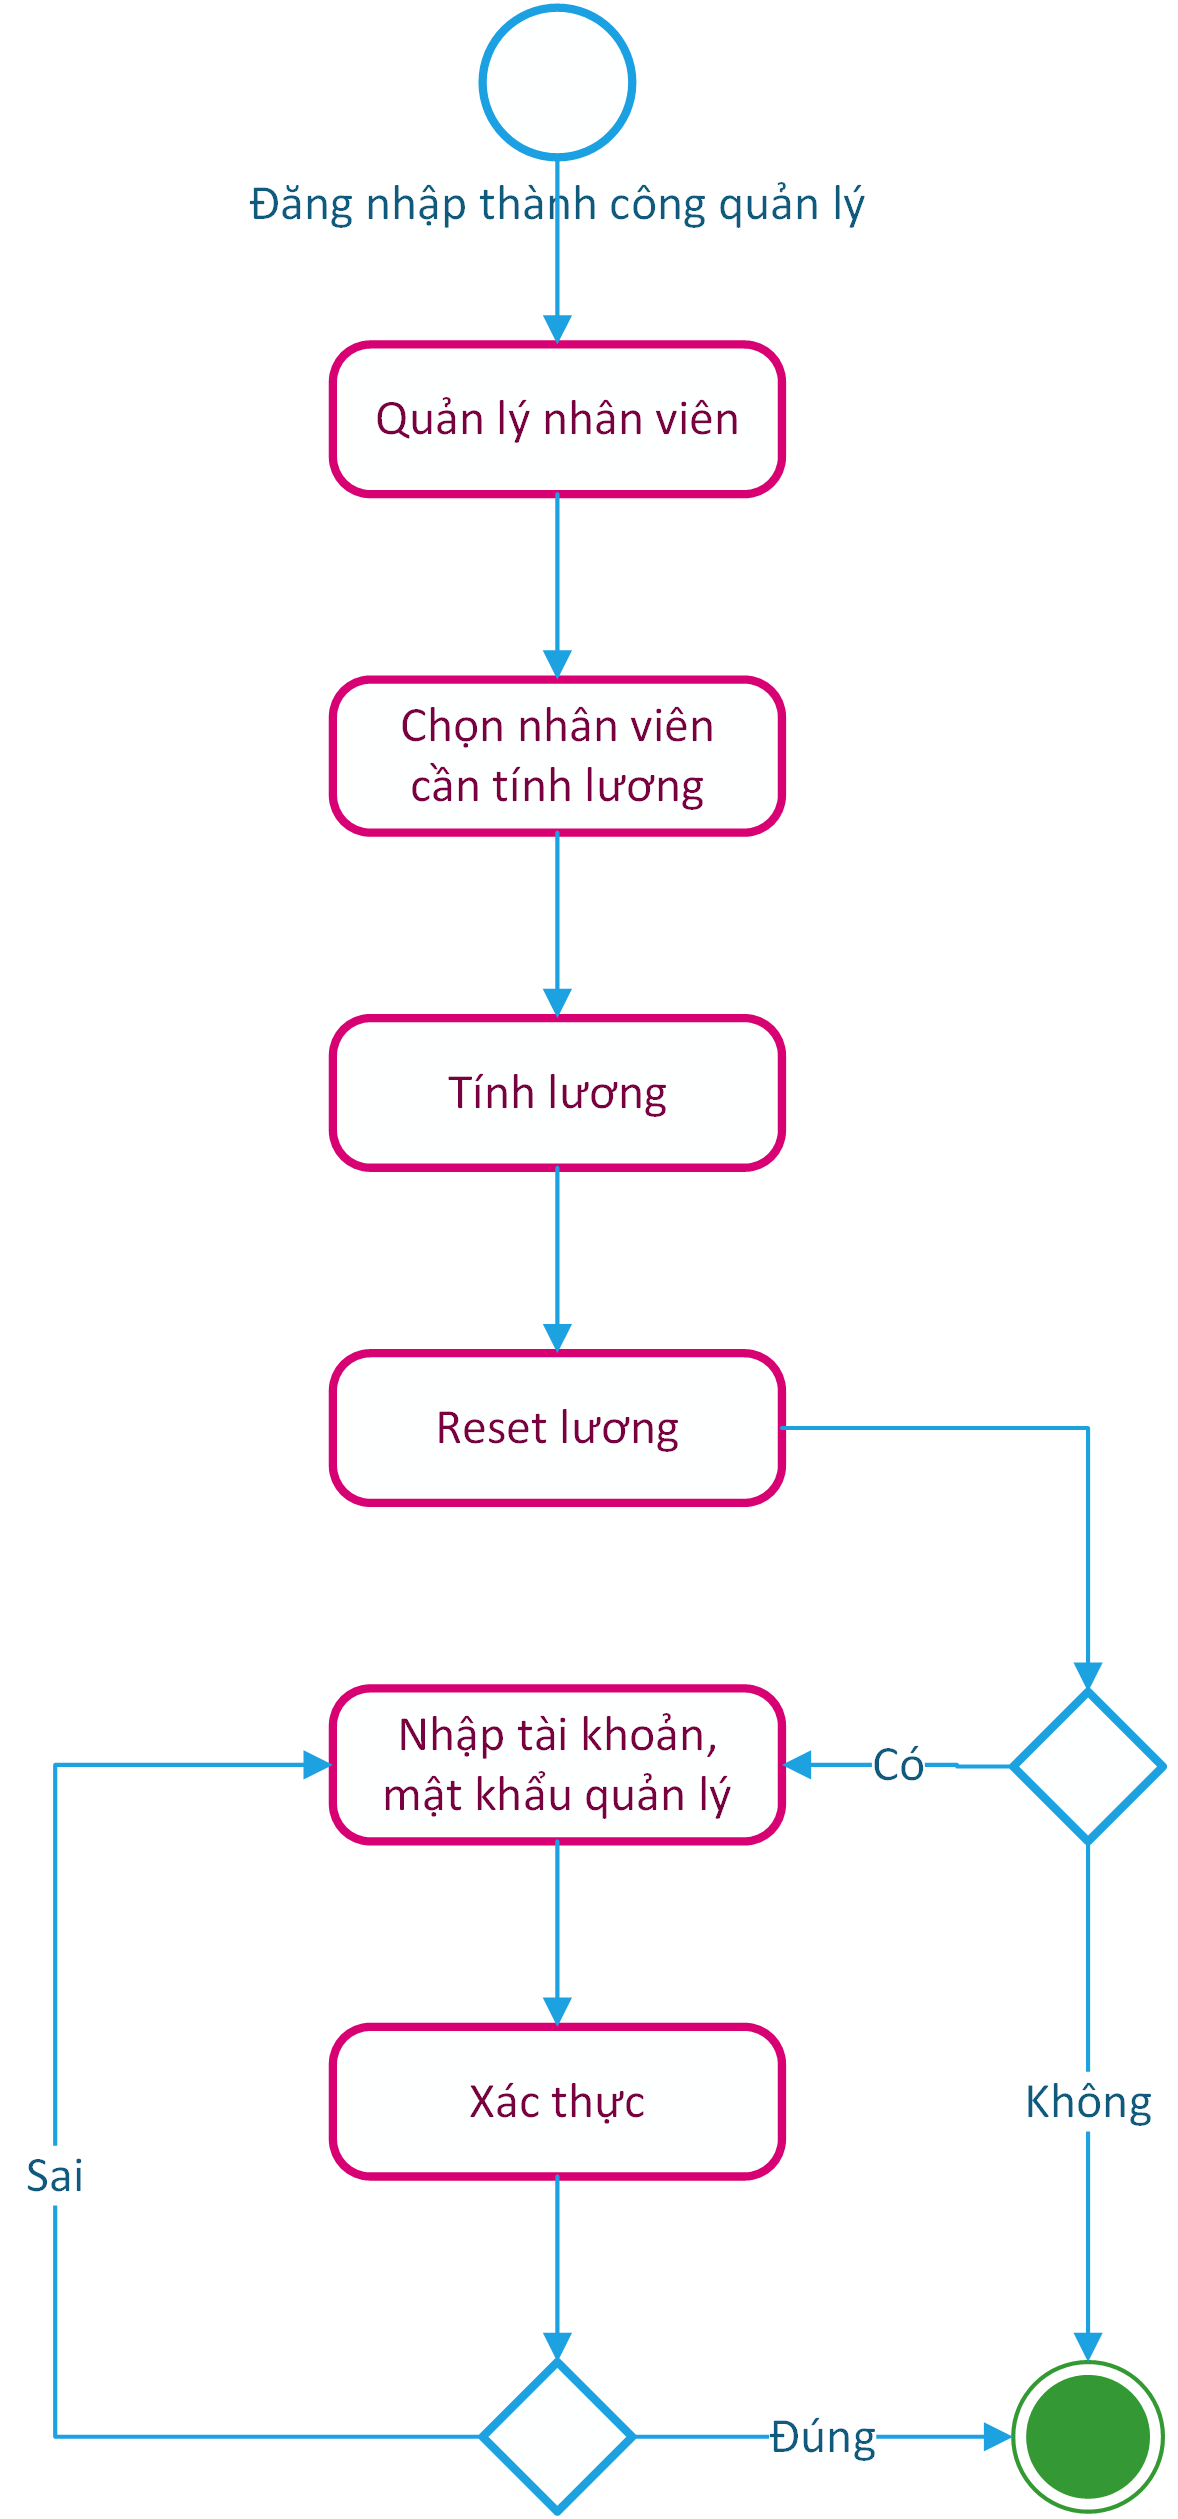 Đăng nhập thành công quản lý
Quản lý nhân viên
Chọn nhân viên
cần tính lương
Tính lương
Reset lương
Nhập tài khoản,
mật khẩu quản lý
Có
Xác thực
Không
Sai
Đúng